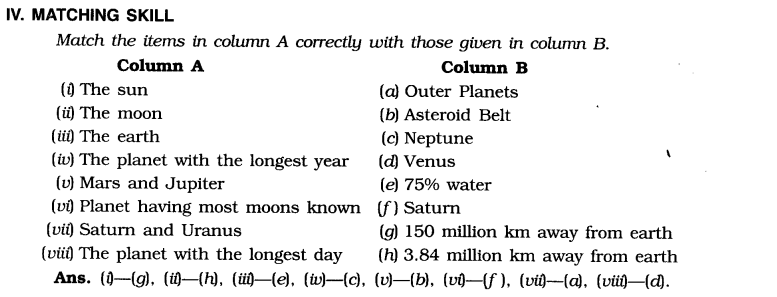 IV. MATCHING SKILL
Match the items in column A correctly with those given in column B.
Column A Column B
(i) The sun (a) Outer Planets
(ii) The moon (b) Asteroid Belt
(iii) The earth (c) Neptune
(iv) The planet with the longest year (d) Venus
(v) Mars and Jupiter (e) 75% water
(vi) Planet having most moons known (f) Saturn
(vii) Saturn and Uranus (g) 150 million km away from earth
(viii) The planet with the longest day (h) 3.84 million km away from earth
Ans. (i)—(g), (ii)—(h), (iii)—(e), (iv)—(c), (v)—(b), (vi)—(f), (vii)—(a), (viii)—(d).